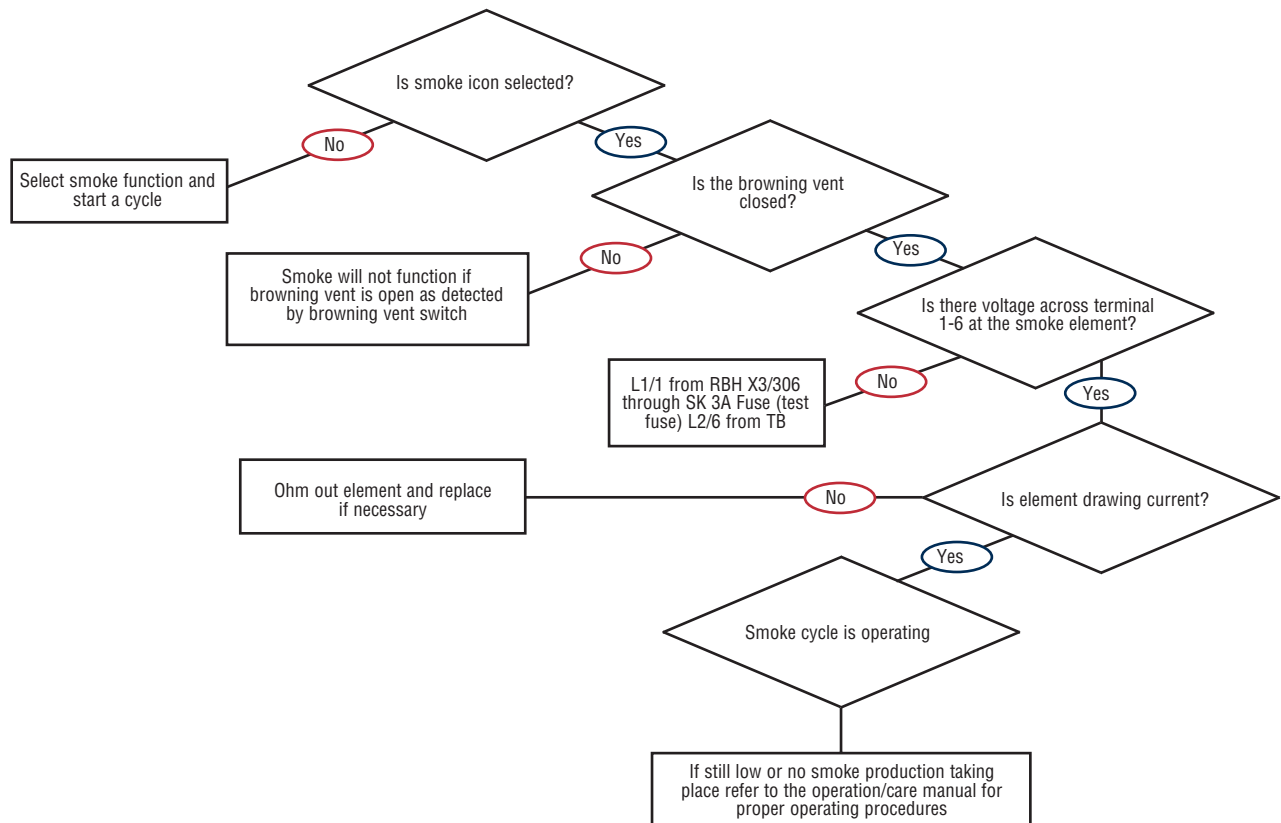 Is smoke icon selected?
No
Yes
Select smoke function and
start a cycle
Is the browning vent
closed?
No
Yes
Smoke will not function if
browning vent is open as detected
by browning vent switch
Is there voltage across terminal
1-6 at the smoke element?
No
Yes
L1/1 from RBH X3/306
through SK 3A Fuse (test
fuse) L2/6 from TB
Is element drawing current?
No
Yes
Ohm out element and replace
if necessary
Smoke cycle is operating
If still low or no smoke production taking
place refer to the operation/care manual for
proper operating procedures